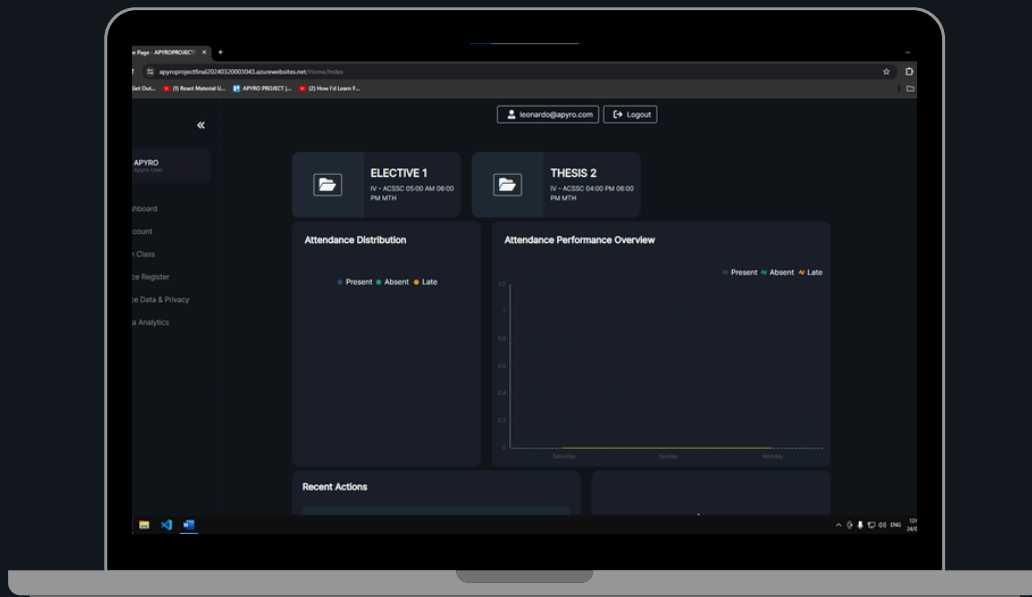 w Page - APYROPROJECT
apyroprojectfinal20240320003043.azurewebsites.net/Home/Index
Get Out...
(1) React Material U...
APYRO PROJECT |...
(2) How I'd Learn F...
leonardo@apyro.com
Logout
APYRO
Apyro User
shboard
count
n Class
ce Register
ce Data & Privacy
a Analytics
ELECTIVE 1
IV - ACSSC 05:00 AM 06:00
PM MTH
THESIS 2
IV - ACSSC 04:00 PM 06:00
PM MTH
Attendance Distribution
Present
Absent
Late
Attendance Performance Overview
Present
Absent
Late
1.2
1
0.8
0.6
0.4
0.2
0
Saturday
Sunday
Monday
Recent Actions
ENG